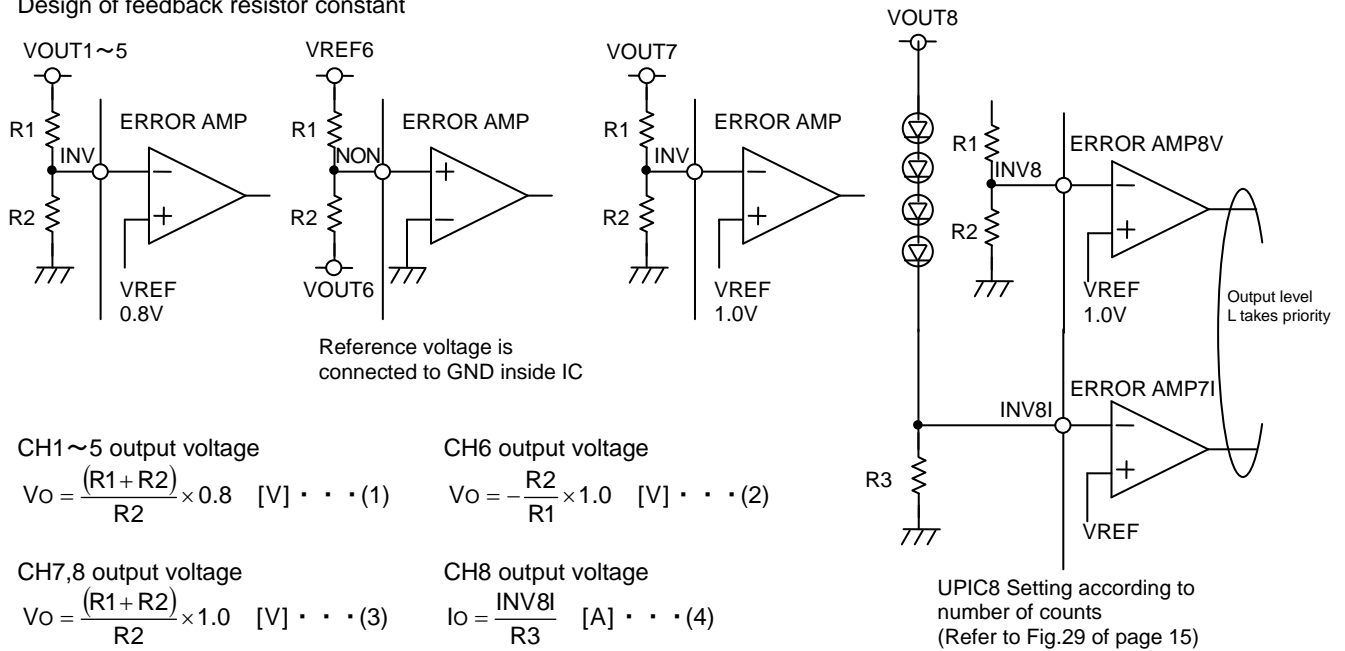 Design of feedback resistor constant
VOUT1～5
R1
INV
R2
ERROR AMP
VREF
0.8V
VREF6
R1
NON
R2
VOUT6
ERROR AMP
Reference voltage is
connected to GND inside IC
VOUT7
R1
INV
R2
ERROR AMP
VREF
1.0V
VOUT8
R1
INV8
R2
ERROR AMP8V
VREF
1.0V
Output level
L takes priority
INV8I
R3
ERROR AMP7I
VREF
UPIC8 Setting according to
number of counts
(Refer to Fig.29 of page 15)
CH1～5 output voltage
VO = (R1+R2)/R2 × 0.8 [V]・・・(1)
CH6 output voltage
VO = − R2/R1 × 1.0 [V]・・・(2)
CH7,8 output voltage
VO = (R1+R2)/R2 × 1.0 [V]・・・(3)
CH8 output voltage
IO = INV8I/R3 [A]・・・(4)